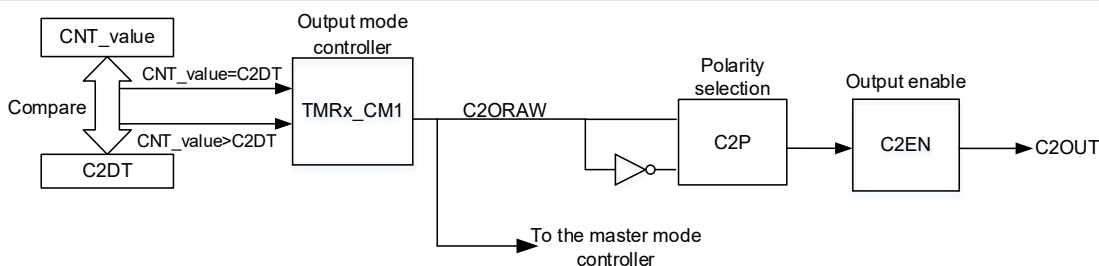 CNT_value
Compare
C2DT
CNT_value=C2DT
CNT_value>C2DT
Output mode
controller
TMRx_CM1
C2ORAW
To the master mode
controller
Polarity
selection
C2P
Output enable
C2EN
C2OUT